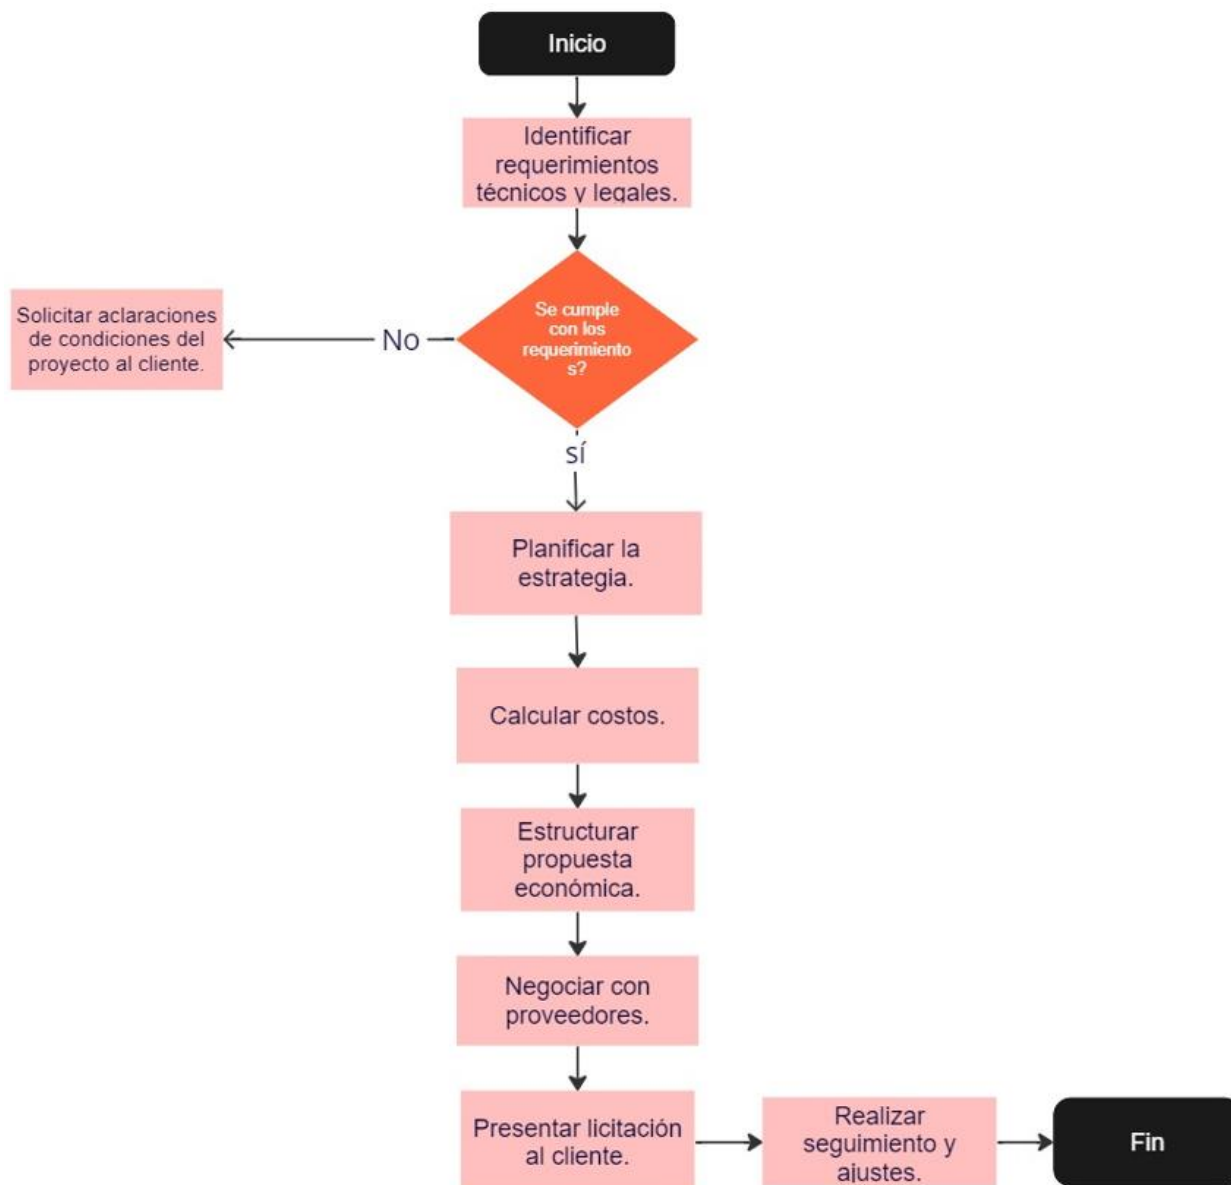 Inicio
Identificar
requerimientos
técnicos y legales.
Se cumple
con los
requerimiento
s?
No
Solicitar aclaraciones
de condiciones del
proyecto al cliente.
sí
Planificar la
estrategia.
Calcular costos.
Estructurar
propuesta
económica.
Negociar con
proveedores.
Presentar licitación
al cliente.
Realizar
seguimiento y
ajustes.
Fin